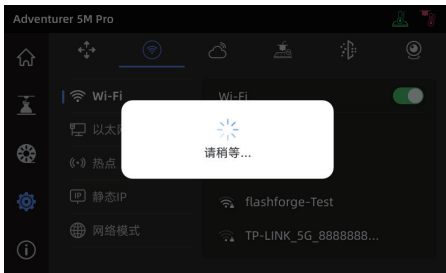 Adventurer 5M Pro
Wi-Fi
Wi-Fi
以太
请稍等...
热点
IP 静态IP
flashforge-Test
网络模式
TP-LINK_5G_8888888...